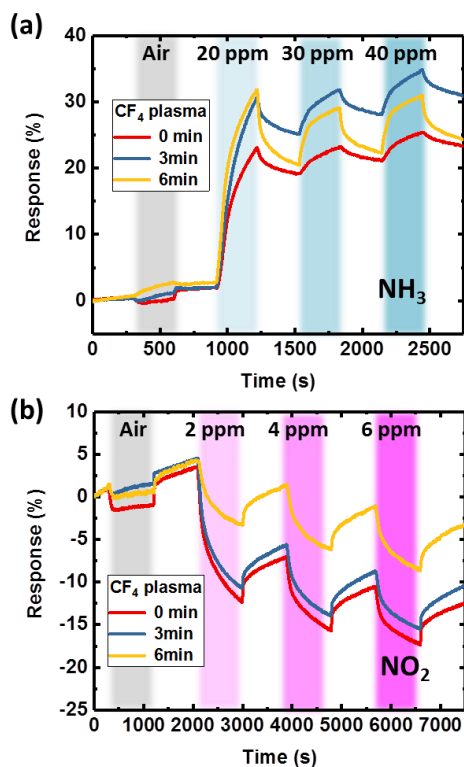 (a)
40
Air 20 ppm 30 ppm 40 ppm
30
CF4 plasma
0 min
3min
6min
20
10
0
NH3
Response (%)
0 500 1000 1500 2000 2500
Time (s)
(b)
10
Air 2 ppm 4 ppm 6 ppm
5
0
-5
-10
CF4 plasma
0 min
3min
6min
-15
-20
-25
NO2
Response (%)
0 1000 2000 3000 4000 5000 6000 7000
Time (s)